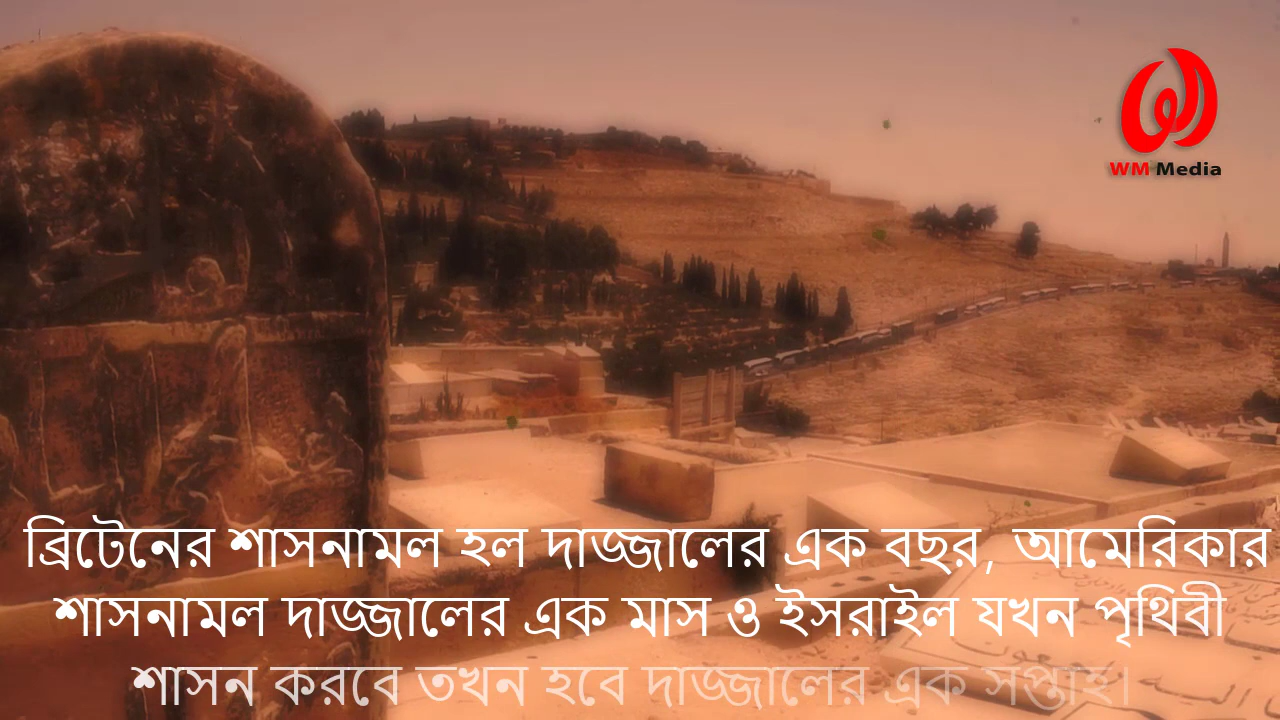 WM Media
ব্রিটেনের শাসনামল হল দাজ্জালের এক বছর, আমেরিকার
শাসনামল দাজ্জালের এক মাস ও ইসরাইল যখন পৃথিবী
শাসন করবে তখন হবে দাজ্জালের এক সপ্তাহ।